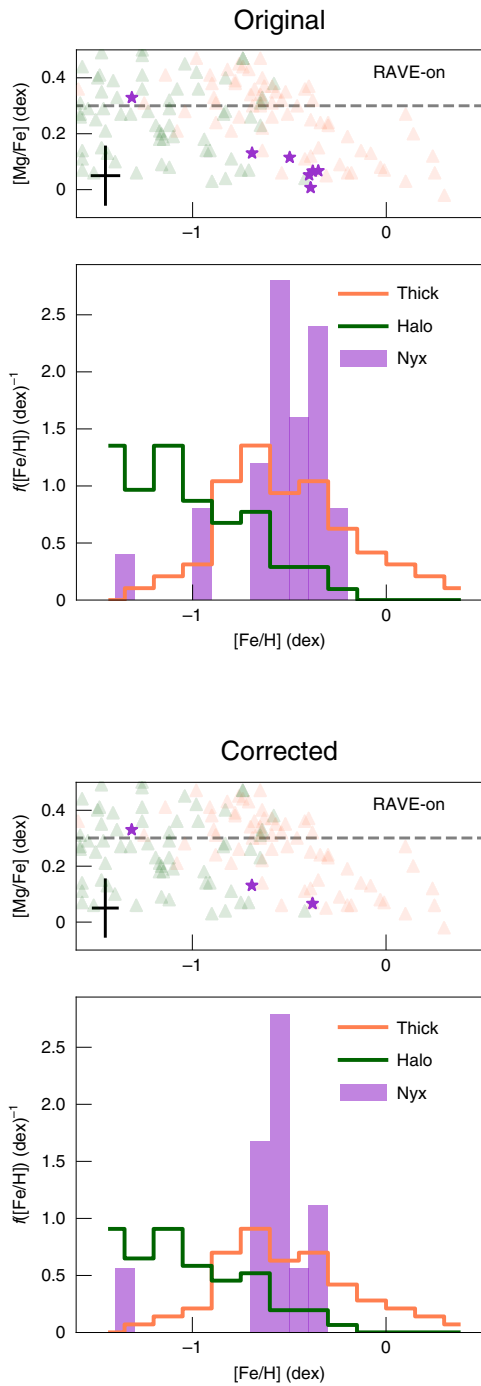 Original
RAVE-on
[Mg/Fe] (dex)
0.4
0.2
0
−1
0
f([Fe/H]) (dex)⁻¹
2.5
2.0
1.5
1.0
0.5
0
Thick
Halo
Nyx
−1
0
[Fe/H] (dex)
Corrected
RAVE-on
[Mg/Fe] (dex)
0.4
0.2
0
−1
0
f([Fe/H]) (dex)⁻¹
2.5
2.0
1.5
1.0
0.5
0
Thick
Halo
Nyx
−1
0
[Fe/H] (dex)